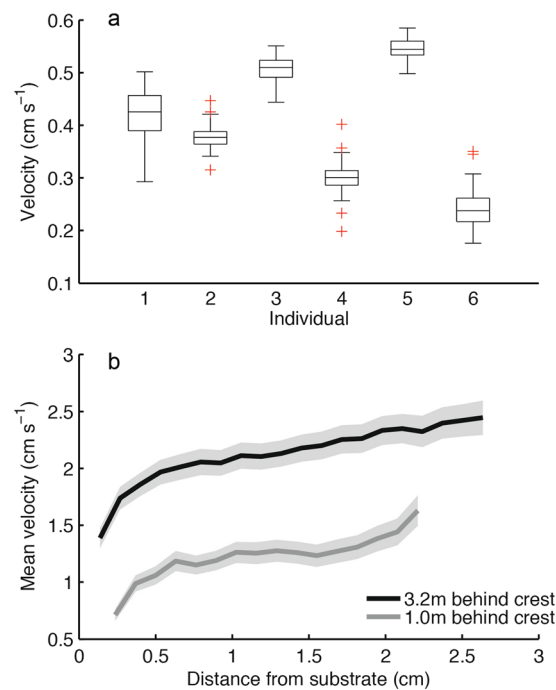 a
0.6
0.5
0.4
0.3
0.2
0.1
Velocity (cm s⁻¹)
1 2 3 4 5 6
Individual
b
3
2.5
2
1.5
1
0.5
Mean velocity (cm s⁻¹)
3.2m behind crest
1.0m behind crest
0 0.5 1 1.5 2 2.5 3
Distance from substrate (cm)